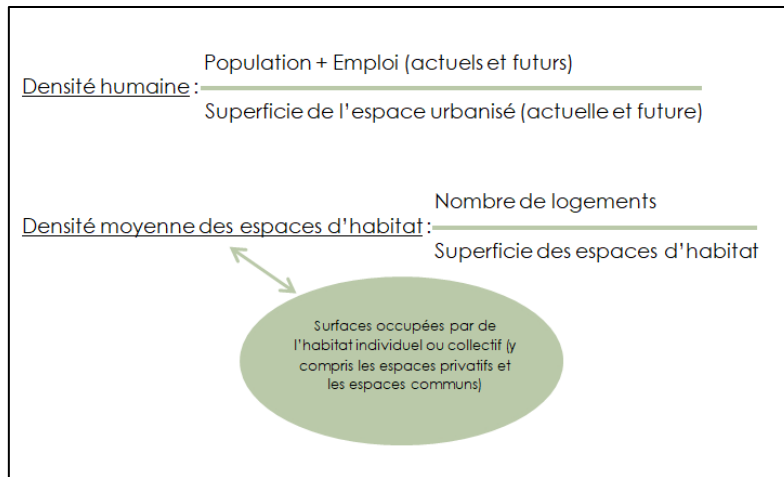 Population + Emploi (actuels et futurs)
Densité humaine :
Superficie de l'espace urbanisé (actuelle et future)
Nombre de logements
Densité moyenne des espaces d'habitat :
Superficie des espaces d'habitat
Surfaces occupées par de
l'habitat individuel ou collectif (y
compris les espaces privatifs et
les espaces communs)